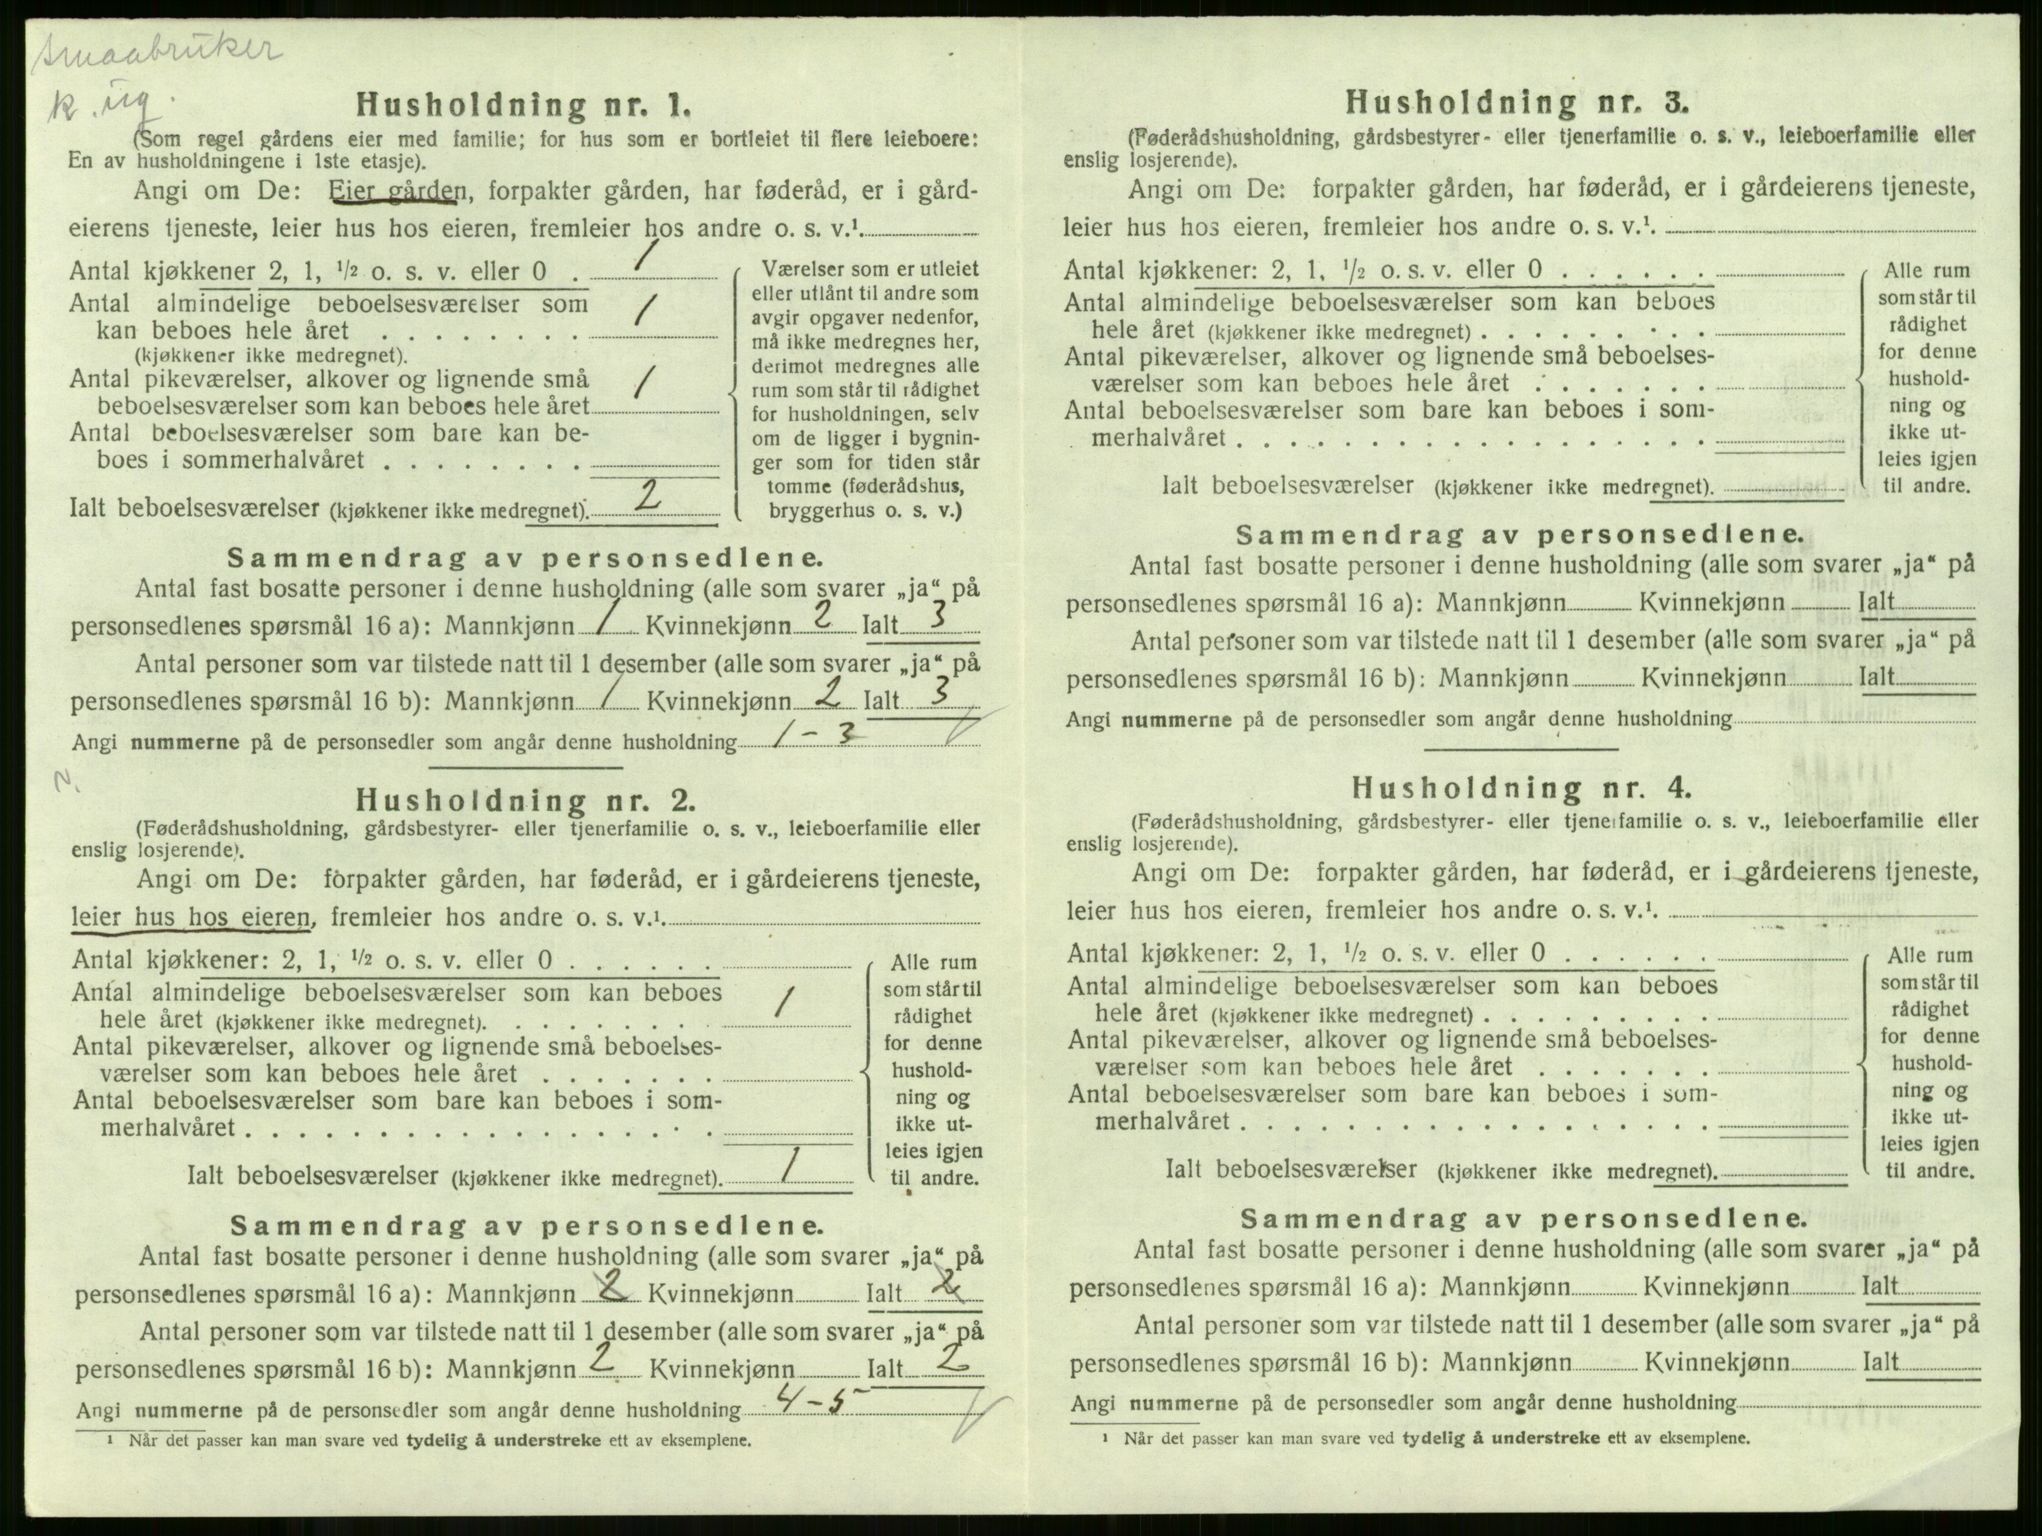 smaabruker
k. ug.
Husholdning nr. 1.
(Som regel gårdens eier med familie; for hus som er bortleiet til flere leieboere:
En av husholdningene i 1ste etasje).
Angi om De: Eier gården, forpakter gården, har føderåd, er i gård-
eierens tjeneste, leier hus hos eieren, fremleier hos andre o. s. v.¹.
Antal kjøkkener 2, 1, ½ o. s. v. eller 0 . 1
Antal almindelige beboelsesværelser som
kan beboes hele året . . . . . . . . 1
(kjøkkener ikke medregnet).
Antal pikeværelser, alkover og lignende små
beboelsesværelser som kan beboes hele året 1
Antal beboelsesværelser som bare kan be-
boes i sommerhalvåret . . . . . . . .
Ialt beboelsesværelser (kjøkkener ikke medregnet). 2
Værelser som er utleiet
eller utlånt til andre som
avgir opgaver nedenfor,
må ikke medregnes her,
derimot medregnes alle
rum som står til rådighet
for husholdningen, selv
om de ligger i bygnin-
ger som for tiden står
tomme (føderådshus,
bryggerhus o. s. v.)
Sammendrag av personsedlene.
Antal fast bosatte personer i denne husholdning (alle som svarer „ja“ på
personsedlenes spørsmål 16 a): Mannkjønn 1 Kvinnekjønn 2 Ialt 3
Antal personer som var tilstede natt til 1 desember (alle som svarer „ja“ på
personsedlenes spørsmål 16 b): Mannkjønn 1 Kvinnekjønn 2 Ialt 3
Angi nummerne på de personsedler som angår denne husholdning 1 - 3
N.
Husholdning nr. 2.
(Føderådshusholdning, gårdsbestyrer- eller tjenerfamilie o. s. v., leieboerfamilie eller
enslig losjerende).
Angi om De: forpakter gården, har føderåd, er i gårdeierens tjeneste,
leier hus hos eieren, fremleier hos andre o. s. v.¹.
Antal kjøkkener: 2, 1, ½ o. s. v. eller 0 . . . . . .
Antal almindelige beboelsesværelser som kan beboes
hele året (kjøkkener ikke medregnet). . . . . . . . . 1
Antal pikeværelser, alkover og lignende små beboelses-
værelser som kan beboes hele året . . . . . . .
Antal beboelsesværelser som bare kan beboes i som-
merhalvåret . . . . . . . . . . . . . . . . . .
Ialt beboelsesværelser (kjøkkener ikke medregnet). 1
Alle rum
som står til
rådighet
for denne
hushold-
ning og
ikke ut-
leies igjen
til andre.
Sammendrag av personsedlene.
Antal fast bosatte personer i denne husholdning (alle som svarer „ja“ på
personsedlenes spørsmål 16 a): Mannkjønn 2 Kvinnekjønn Ialt 2
Antal personer som var tilstede natt til 1 desember (alle som svarer „ja“ på
personsedlenes spørsmål 16 b): Mannkjønn 2 Kvinnekjønn Ialt 2
Angi nummerne på de personsedler som angår denne husholdning 4 - 5
¹ Når det passer kan man svare ved tydelig å understreke ett av eksemplene.
Husholdning nr. 3.
(Føderådshusholdning, gårdsbestyrer- eller tjenerfamilie o. s. v., leieboerfamilie eller
enslig losjerende).
Angi om De: forpakter gården, har føderåd, er i gårdeierens tjeneste,
leier hus hos eieren, fremleier hos andre o. s. v.¹.
Antal kjøkkener: 2, 1, ½ o. s. v. eller 0 . . . . . .
Antal almindelige beboelsesværelser som kan beboes
hele året (kjøkkener ikke medregnet) . . . . . . . . .
Antal pikeværelser, alkover og lignende små beboelses-
værelser som kan beboes hele året . . . . . . .
Antal beboelsesværelser som bare kan beboes i som-
merhalvåret . . . . . . . . . . . . . . . . . .
Ialt beboelsesværelser (kjøkkener ikke medregnet).
Alle rum
som står til
rådighet
for denne
hushold-
ning og
ikke ut-
leies igjen
til andre.
Sammendrag av personsedlene.
Antal fast bosatte personer i denne husholdning (alle som svarer „ja“ på
personsedlenes spørsmål 16 a): Mannkjønn Kvinnekjønn Ialt
Antal personer som var tilstede natt til 1 desember (alle som svarer „ja“ på
personsedlenes spørsmål 16 b): Mannkjønn Kvinnekjønn Ialt
Angi nummerne på de personsedler som angår denne husholdning
Husholdning nr. 4.
(Føderådshusholdning, gårdsbestyrer- eller tjenerfamilie o. s. v., leieboerfamilie eller
enslig losjerende).
Angi om De: forpakter gården, har føderåd, er i gårdeierens tjeneste,
leier hus hos eieren, fremleier hos andre o. s. v.¹.
Antal kjøkkener: 2, 1, ½ o. s. v. eller 0 . . . . . .
Antal almindelige beboelsesværelser som kan beboes
hele året (kjøkkener ikke medregnet) . . . . . . . . .
Antal pikeværelser, alkover og lignende små beboelses-
værelser som kan beboes hele året . . . . . . .
Antal beboelsesværelser som bare kan beboes i som-
merhalvåret . . . . . . . . . . . . . . . . . .
Ialt beboelsesværelser (kjøkkener ikke medregnet).
Alle rum
som står til
rådighet
for denne
hushold-
ning og
ikke ut-
leies igjen
til andre.
Sammendrag av personsedlene.
Antal fast bosatte personer i denne husholdning (alle som svarer „ja“ på
personsedlenes spørsmål 16 a): Mannkjønn Kvinnekjønn Ialt
Antal personer som var tilstede natt til 1 desember (alle som svarer „ja“ på
personsedlenes spørsmål 16 b): Mannkjønn Kvinnekjønn Ialt
Angi nummerne på de personsedler som angår denne husholdning
¹ Når det passer kan man svare ved tydelig å understreke ett av eksemplene.